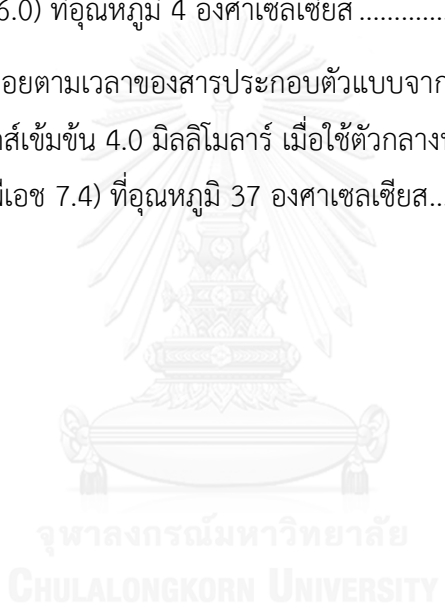 6.0) ที่อุณหภูมิ 4 องศาเซลเซียส ..............
อยตามเวลาของสารประกอบตัวแบบจาก
ส์เข้มข้น 4.0 มิลลิโมลาร์ เมื่อใช้ตัวกลาง
พีเอช 7.4) ที่อุณหภูมิ 37 องศาเซลเซียส...
จุฬาลงกรณ์มหาวิทยาลัย
CHULALONGKORN UNIVERSITY